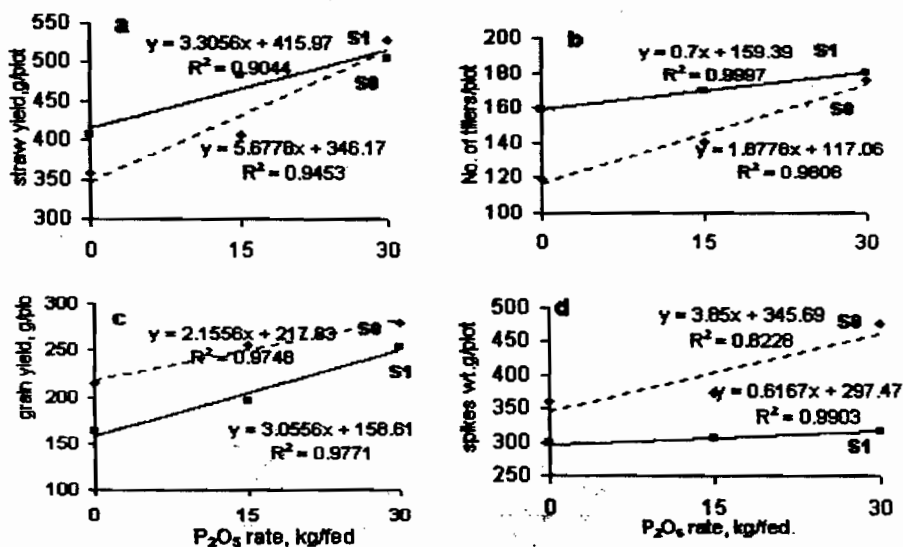 a
550
500
450
400
350
300
straw yield,g/plot
y = 3.3056x + 415.97
R² = 0.9044
S1
S0
y = 5.6778x + 346.17
R² = 0.9453
0 15 30
b
200
180
160
140
120
100
No. of tillers/plot
y = 0.7x + 159.39
R² = 0.9997
S1
S0
y = 1.8778x + 117.06
R² = 0.9808
0 15 30
c
300
250
200
150
100
grain yield, g/plo
y = 2.1556x + 217.83
R² = 0.9748
S0
S1
y = 3.0556x + 158.61
R² = 0.9771
0 15 30
P₂O₅ rate, kg/fed
d
500
450
400
350
300
250
spikes wt.g/plot
y = 3.85x + 345.69
R² = 0.8228
S0
y = 0.6167x + 297.47
R² = 0.9903
S1
0 15 30
P₂O₅ rate, kg/fed.